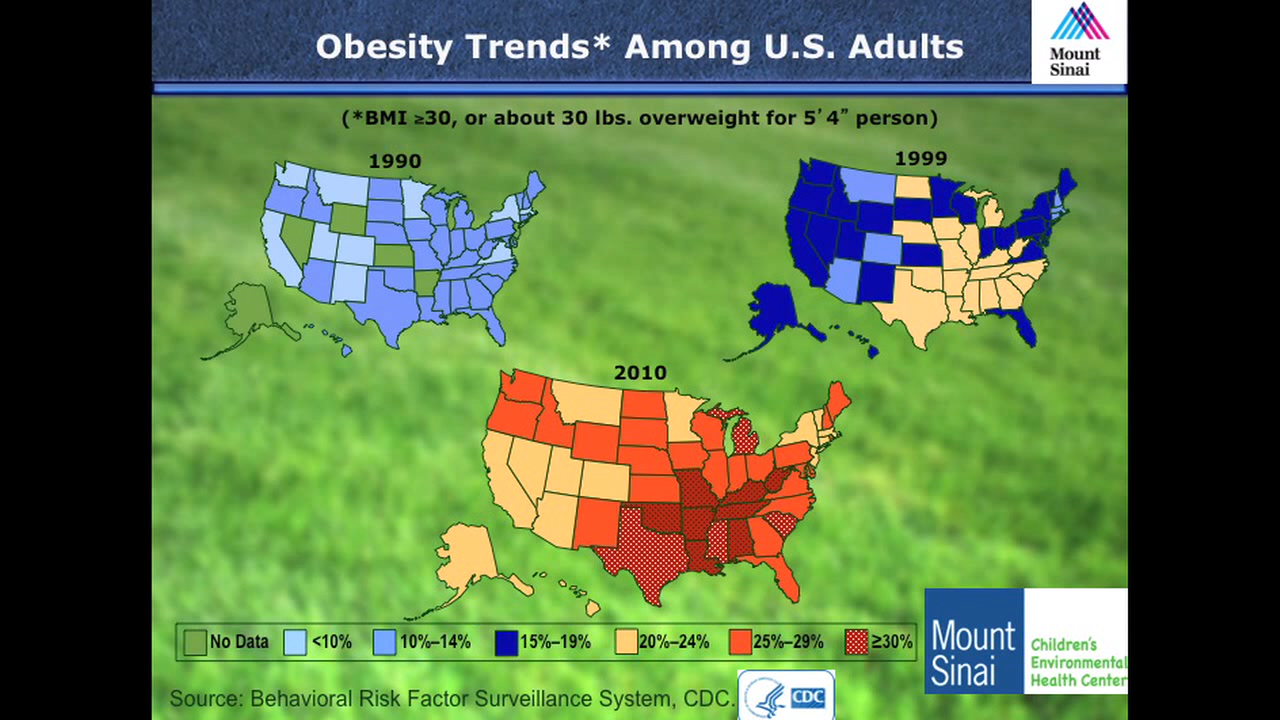 Obesity Trends* Among U.S. Adults
Mount
Sinai
(*BMI ≥30, or about 30 lbs. overweight for 5’4” person)
1990
1999
2010
No Data <10% 10%–14% 15%–19% 20%–24% 25%–29% ≥30%
Mount
Sinai
Children's
Environmental
Health Center
Source: Behavioral Risk Factor Surveillance System, CDC.
CDC